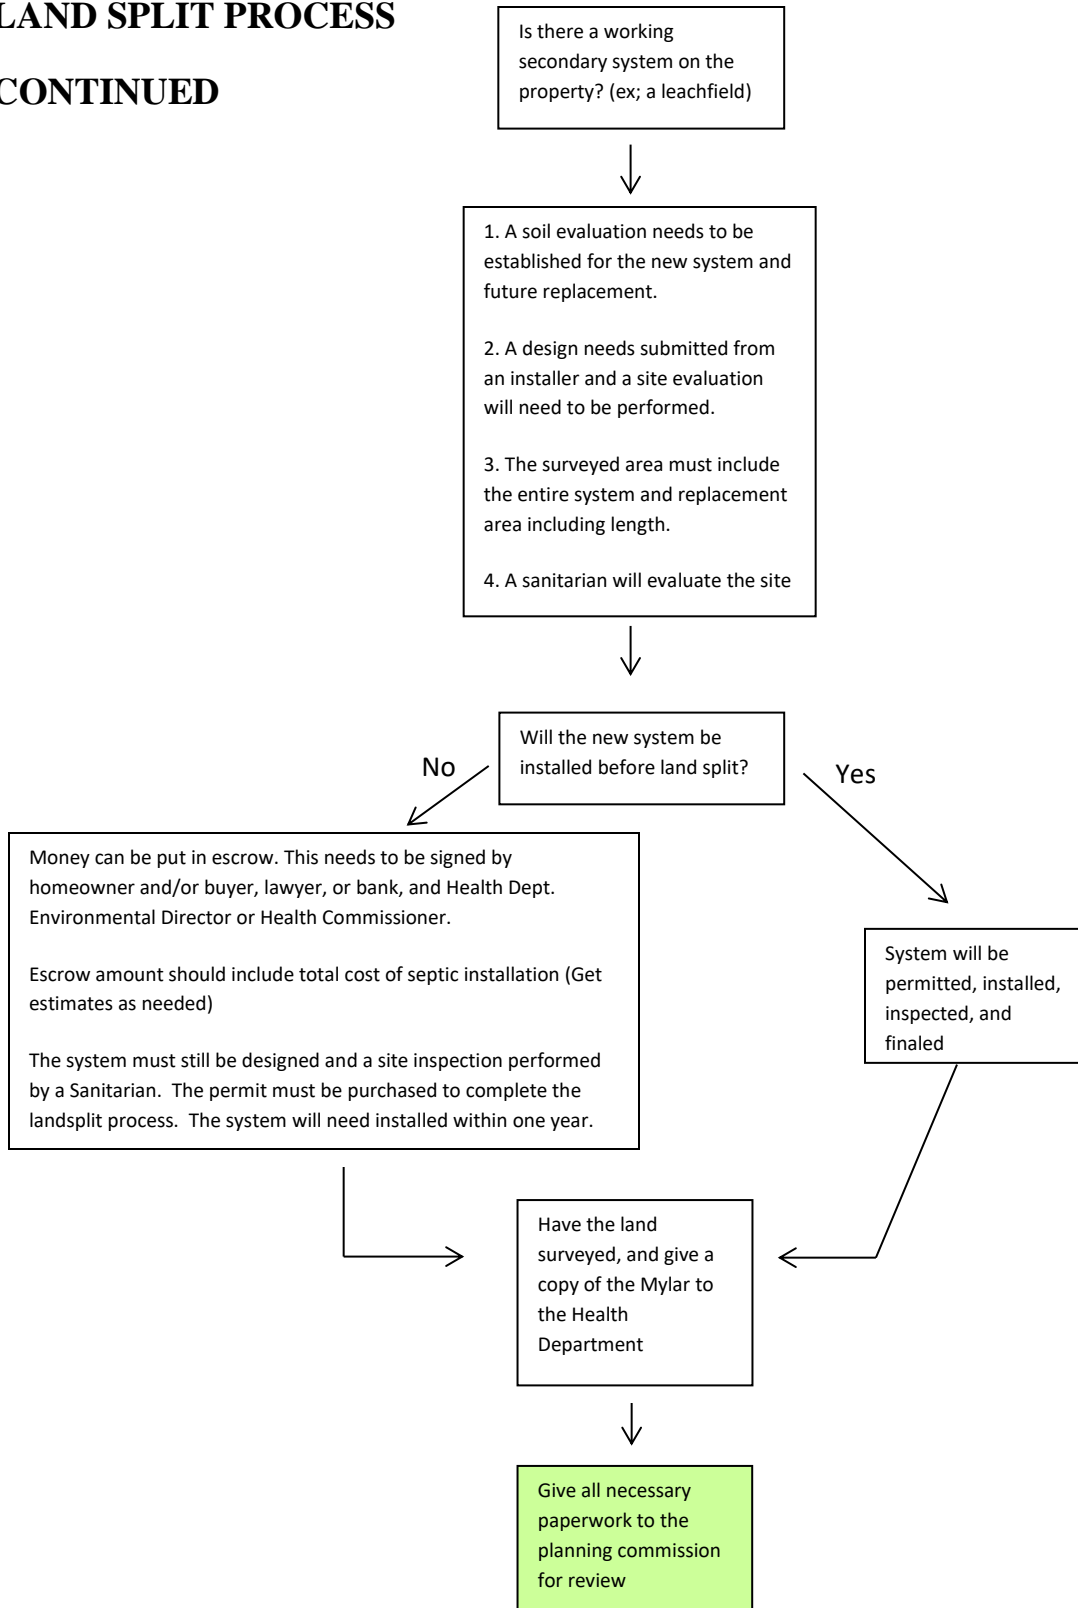 LAND SPLIT PROCESS
CONTINUED
Is there a working
secondary system on the
property? (ex; a leachfield)
1. A soil evaluation needs to be
established for the new system and
future replacement.
2. A design needs submitted from
an installer and a site evaluation
will need to be performed.
3. The surveyed area must include
the entire system and replacement
area including length.
4. A sanitarian will evaluate the site
Will the new system be
installed before land split?
No
Yes
Money can be put in escrow. This needs to be signed by
homeowner and/or buyer, lawyer, or bank, and Health Dept.
Environmental Director or Health Commissioner.
Escrow amount should include total cost of septic installation (Get
estimates as needed)
The system must still be designed and a site inspection performed
by a Sanitarian.  The permit must be purchased to complete the
landsplit process.  The system will need installed within one year.
System will be
permitted, installed,
inspected, and
finaled
Have the land
surveyed, and give a
copy of the Mylar to
the Health
Department
Give all necessary
paperwork to the
planning commission
for review